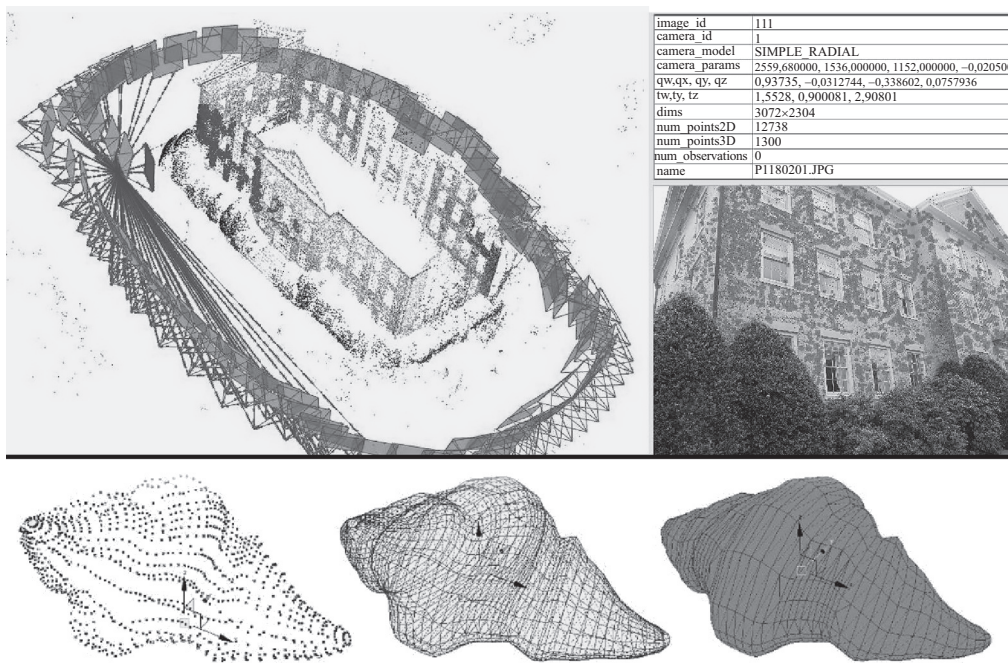 image_id 111
camera_id 1
camera_model SIMPLE_RADIAL
camera_params 2559,680000, 1536,000000, 1152,000000, −0,020500
qw,qx, qy, qz 0,93735, −0,0312744, −0,338602, 0,0757936
tw,ty, tz 1,5528, 0,900081, 2,90801
dims 3072×2304
num_points2D 12738
num_points3D 1300
num_observations 0
name P1180201.JPG